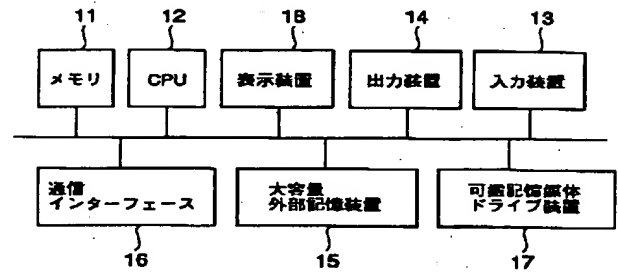 11 12 18 14 13
メモリ CPU 表示装置 出力装置 入力装置
通信
インターフェース
大容量
外部記憶装置
可搬記憶媒体
ドライブ装置
16 15 17